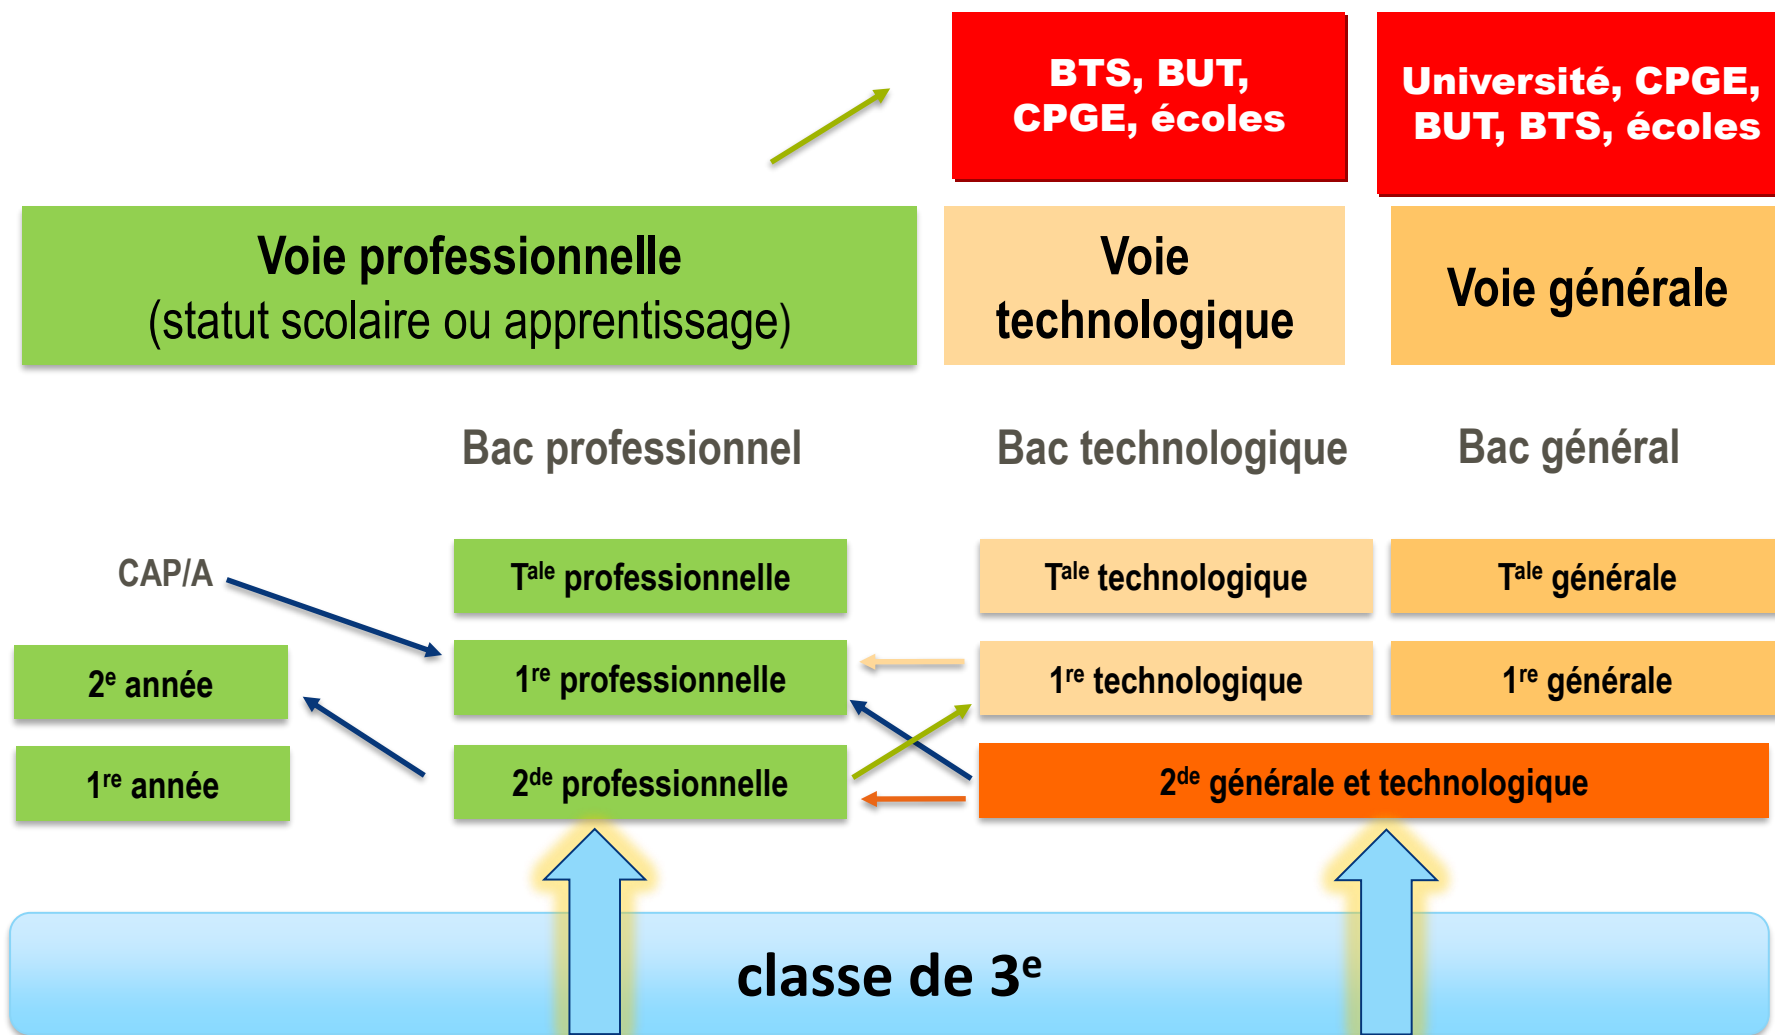 BTS, BUT,
CPGE, écoles
Université, CPGE,
BUT, BTS, écoles
Voie professionnelle
(statut scolaire ou apprentissage)
Voie
technologique
Voie générale
Bac professionnel
Bac technologique
Bac général
CAP/A
Tale professionnelle
Tale technologique
Tale générale
2e année
1re professionnelle
1re technologique
1re générale
1re année
2de professionnelle
2de générale et technologique
classe de 3e